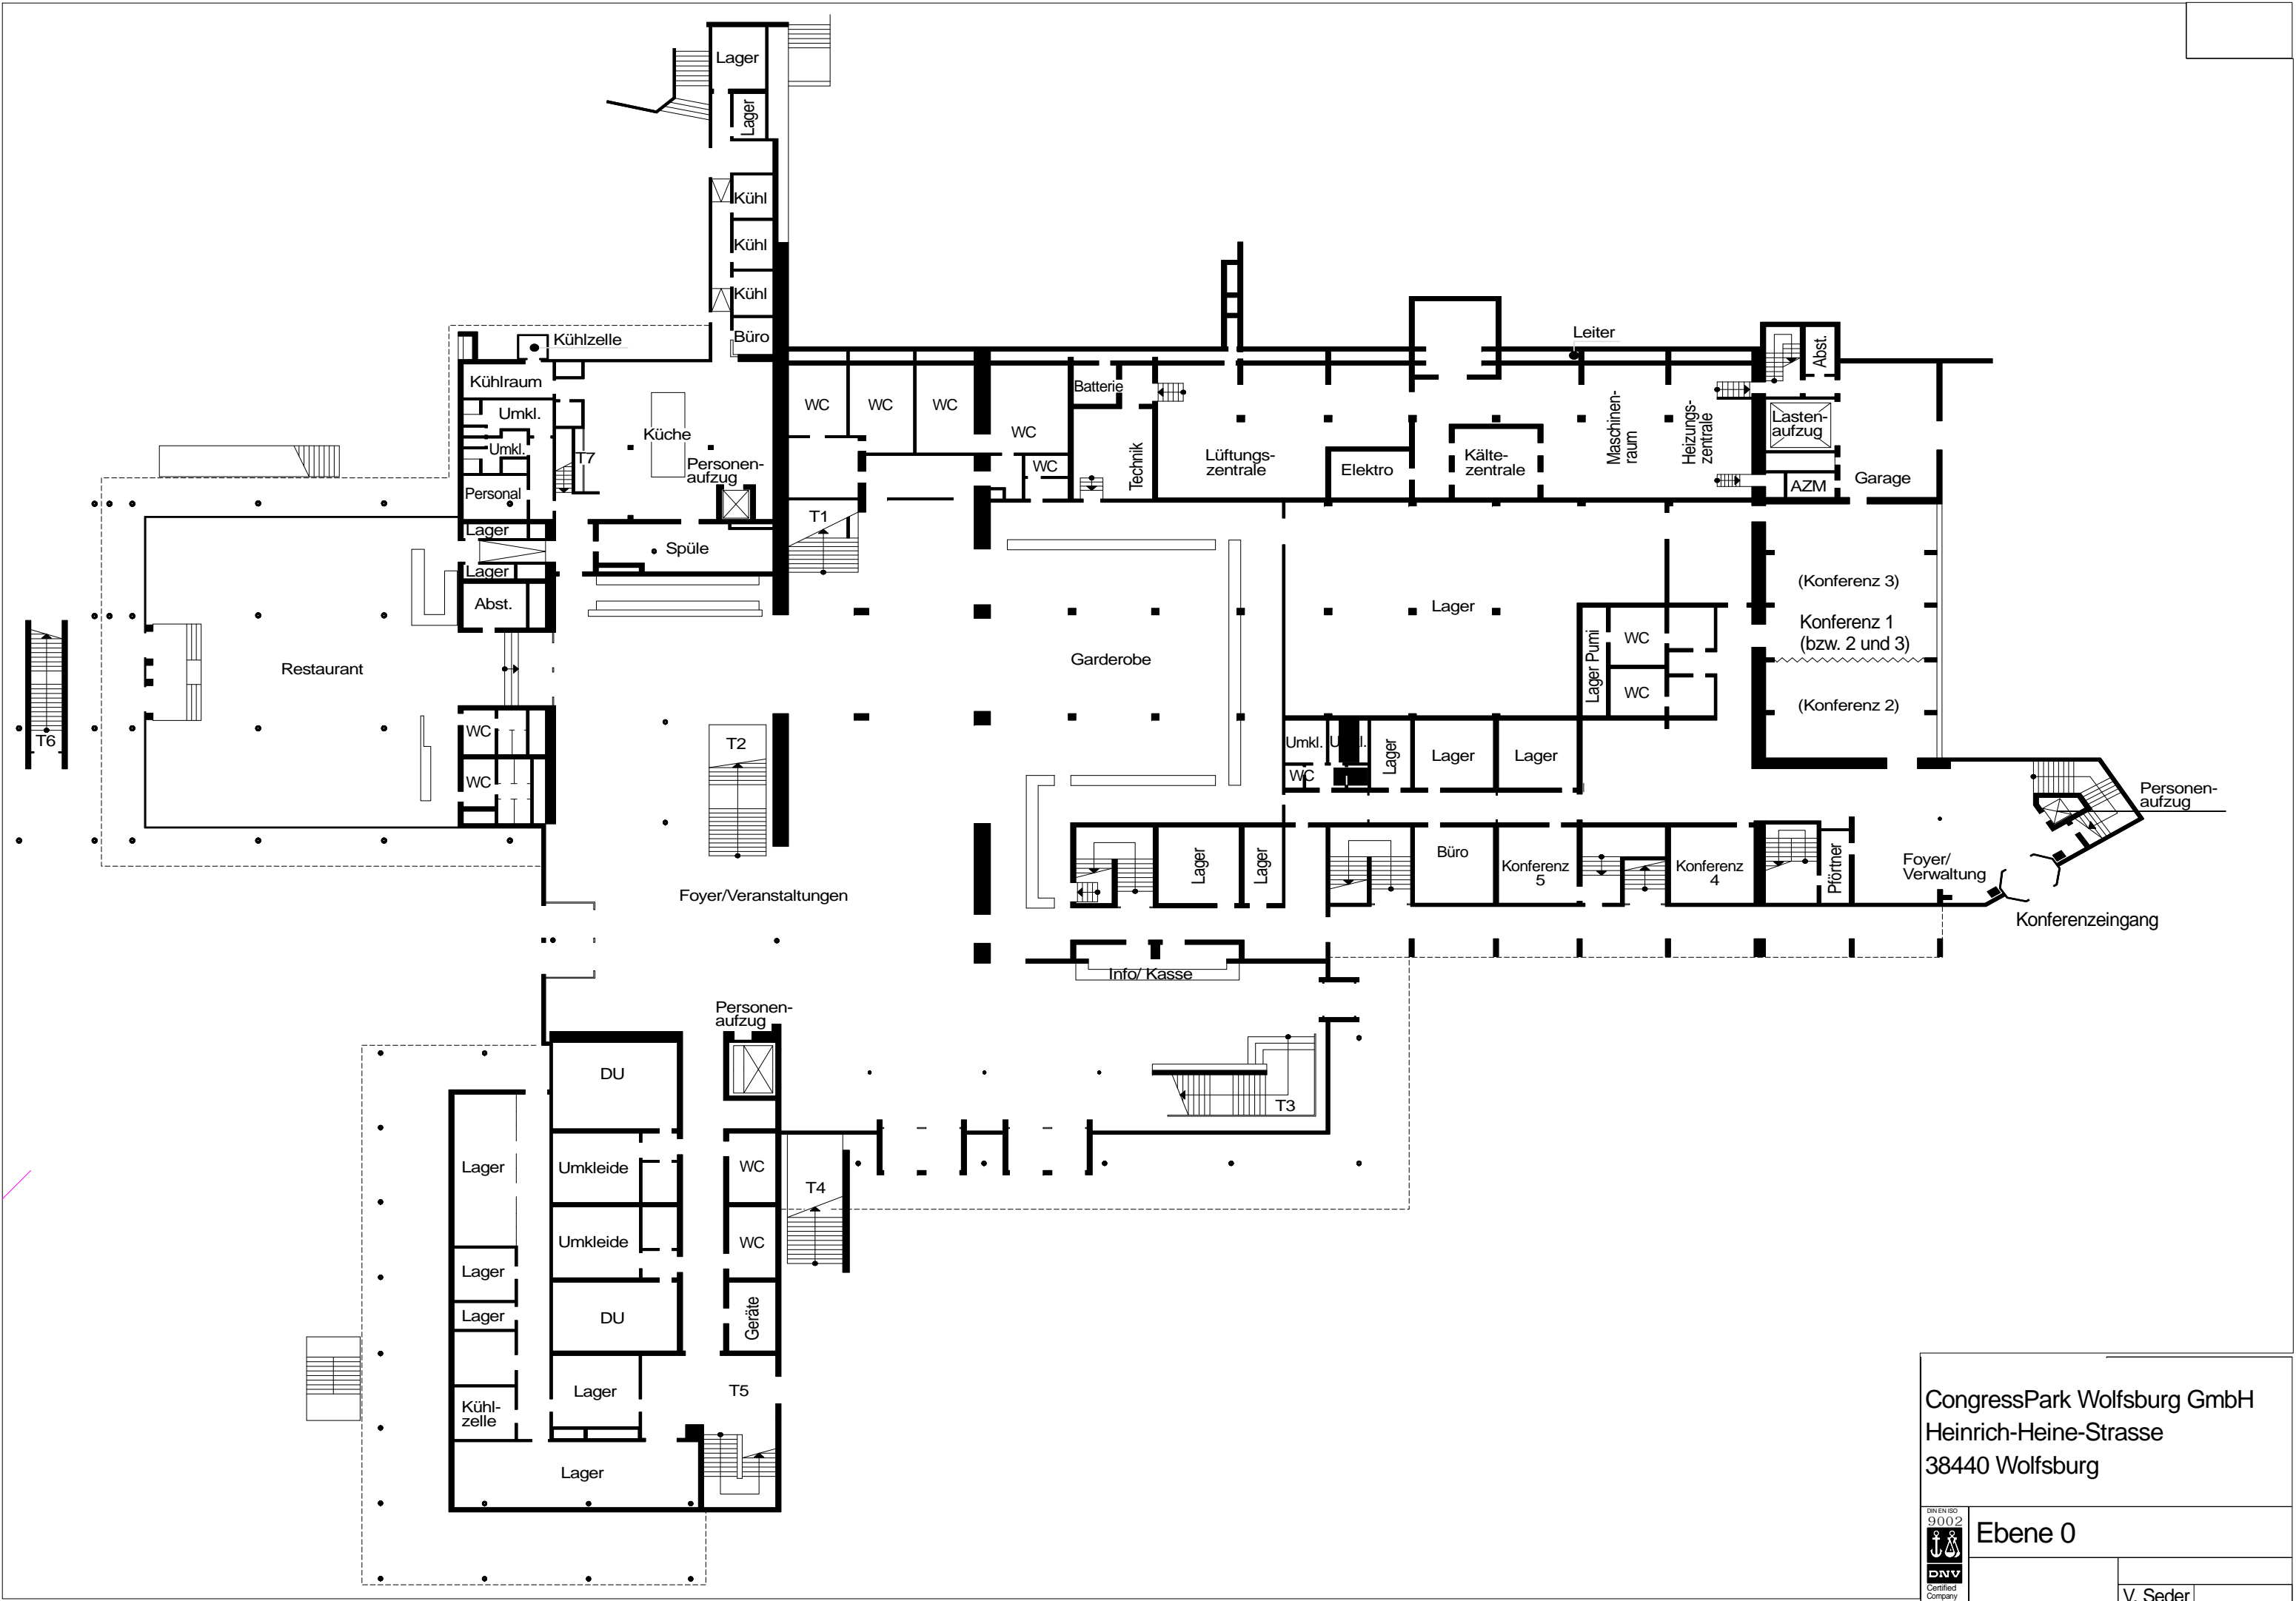 Lager
Lager
Kühl
Kühl
Kühl
Büro
Kühlzelle
Leiter
Abst.
Kühlraum
Batterie
Umkl.
WC
WC
WC
Lasten-
aufzug
Küche
WC
Maschinen-
raum
Heizungs-
zentrale
Umkl.
T7
Personen-
aufzug
WC
Technik
Lüftungs-
zentrale
Elektro
Kälte-
zentrale
Garage
AZM
Personal
T1
Lager
Spüle
Lager
Abst.
(Konferenz 3)
Lager
Konferenz 1
(bzw. 2 und 3)
WC
Lager Pumi
Garderobe
Restaurant
WC
(Konferenz 2)
T6
WC
T2
Umkl.
Lager
Lager
Lager
WC
WC
Personen-
aufzug
Büro
Lager
Lager
Konferenz
5
Konferenz
4
Pförtner
Foyer/
Verwaltung
Foyer/Veranstaltungen
Konferenzeingang
Info/ Kasse
Personen-
aufzug
DU
T3
Lager
Umkleide
WC
T4
Umkleide
WC
Lager
Lager
DU
Geräte
Lager
T5
Kühl-
zelle
Lager
CongressPark Wolfsburg GmbH
Heinrich-Heine-Strasse
38440 Wolfsburg
DIN EN ISO
9002
DNV
Certified
Company
Ebene 0
V. Seder